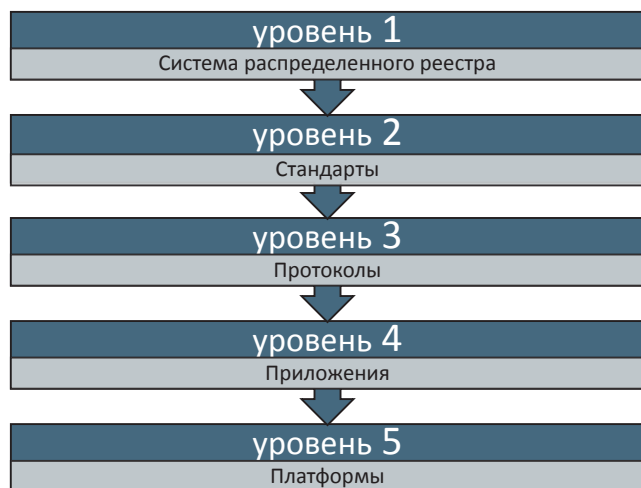 уровень 1
Система распределенного реестра
уровень 2
Стандарты
уровень 3
Протоколы
уровень 4
Приложения
уровень 5
Платформы